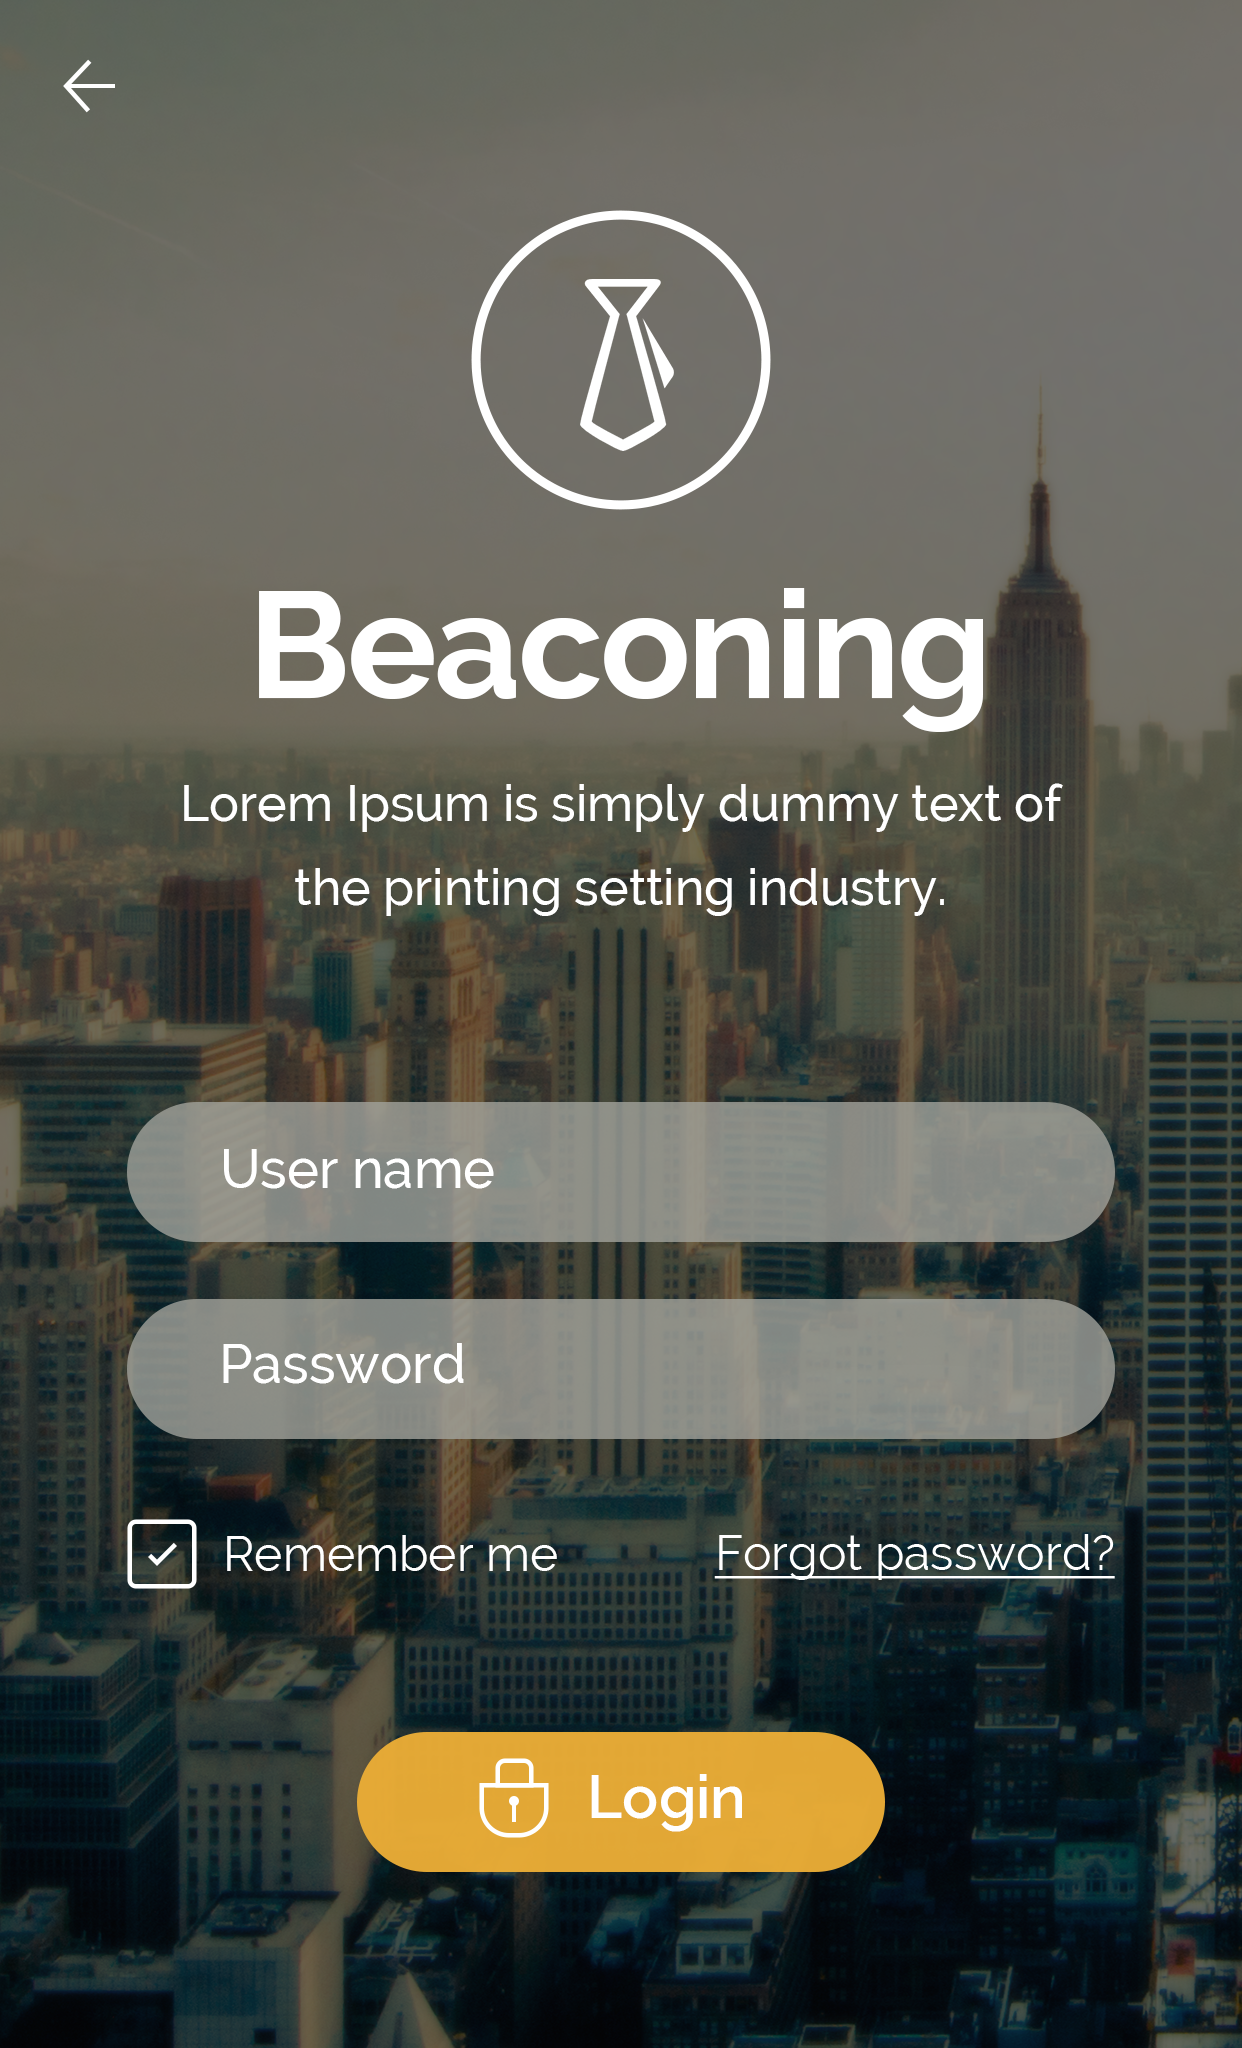 Beaconing
Lorem Ipsum is simply dummy text of
the printing setting industry.
User name
Password
Remember me
Forgot password?
Login